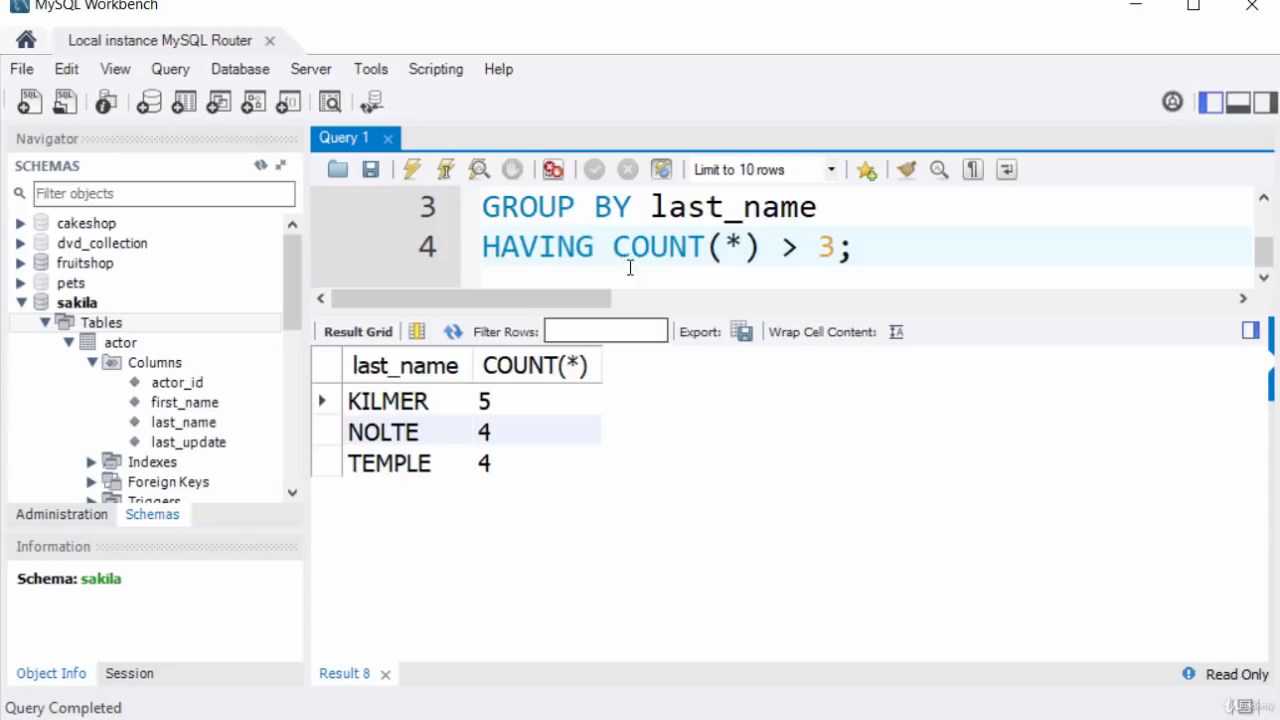 MySQL Workbench
Local instance MySQL Router
File Edit View Query Database Server Tools Scripting Help
SQL SQL
Navigator
SCHEMAS
Filter objects
cakeshop
dvd_collection
fruitshop
pets
sakila
Tables
actor
Columns
actor_id
first_name
last_name
last_update
Indexes
Foreign Keys
Triggers
Administration Schemas
Information
Schema: sakila
Object Info Session
Query 1
Limit to 10 rows
3 GROUP BY last_name
4 HAVING COUNT(*) > 3;
Result Grid Filter Rows: Export: Wrap Cell Content:
last_name COUNT(*)
KILMER 5
NOLTE 4
TEMPLE 4
Result 8
Read Only
Query Completed